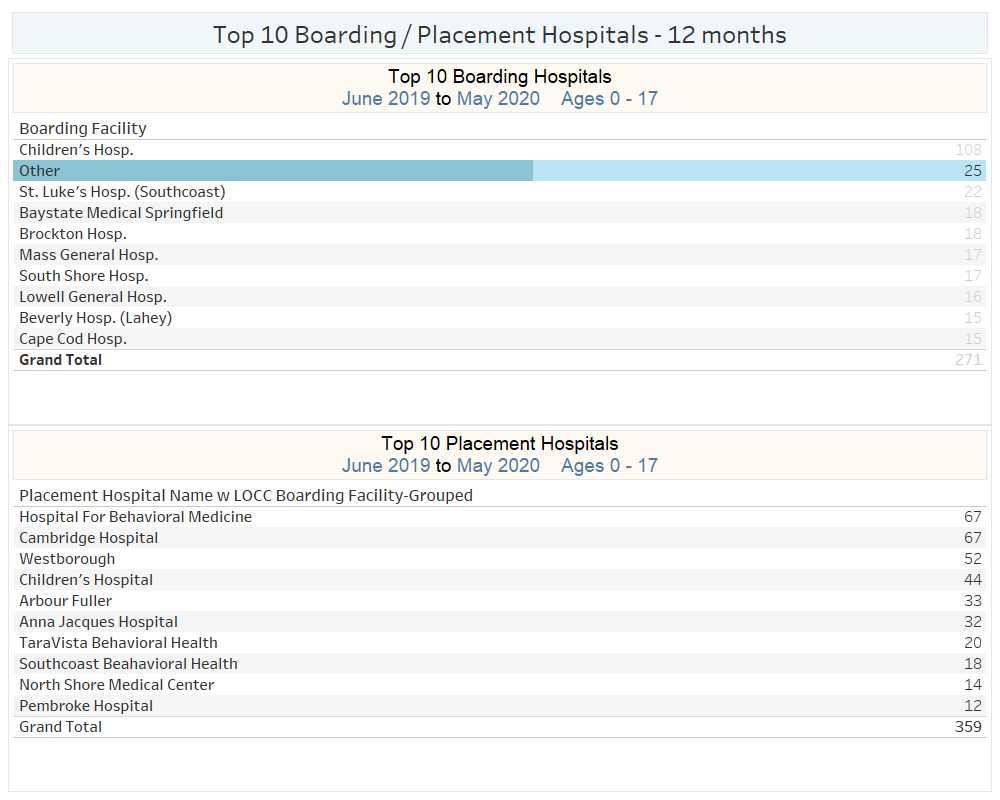 Top 10 Boarding / Placement Hospitals - 12 months
Top 10 Boarding Hospitals
June 2019 to May 2020 Ages 0 - 17
Boarding Facility
Children's Hosp. 108
Other 25
St. Luke's Hosp. (Southcoast) 22
Baystate Medical Springfield 18
Brockton Hosp. 18
Mass General Hosp. 17
South Shore Hosp. 17
Lowell General Hosp. 16
Beverly Hosp. (Lahey) 15
Cape Cod Hosp. 15
Grand Total 271
Top 10 Placement Hospitals
June 2019 to May 2020 Ages 0 - 17
Placement Hospital Name w LOCC Boarding Facility-Grouped
Hospital For Behavioral Medicine 67
Cambridge Hospital 67
Westborough 52
Children's Hospital 44
Arbour Fuller 33
Anna Jacques Hospital 32
TaraVista Behavioral Health 20
Southcoast Beahavioral Health 18
North Shore Medical Center 14
Pembroke Hospital 12
Grand Total 359